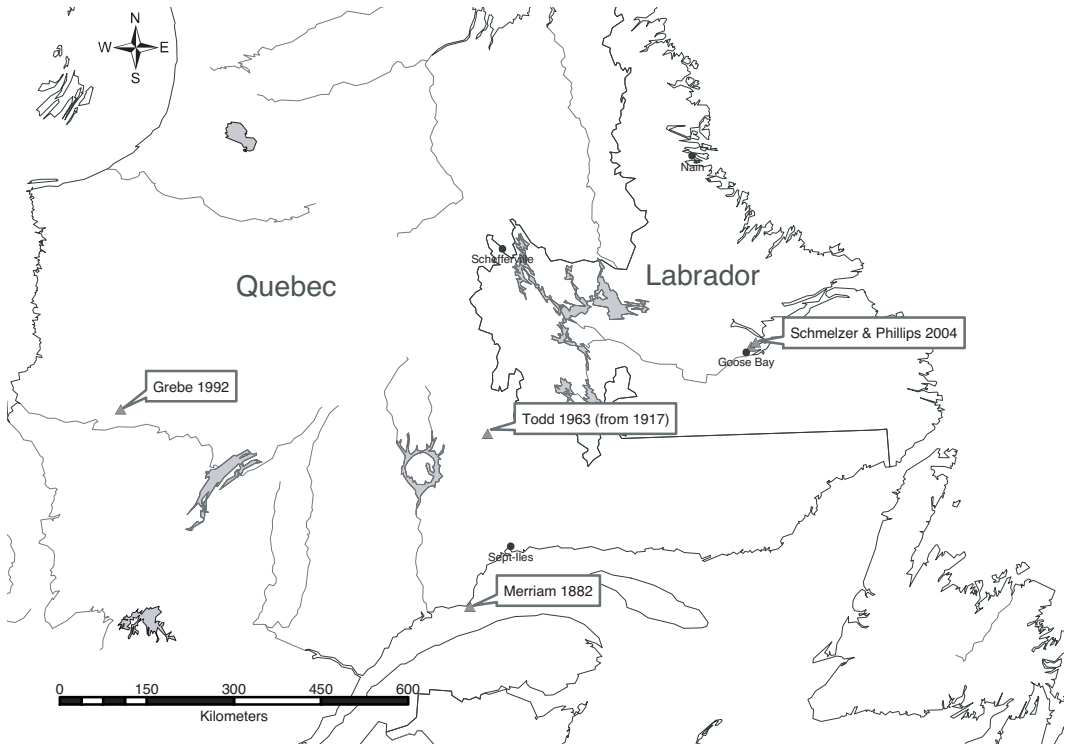 N
W E
S
Nain
Schefferville
Quebec
Labrador
Schmelzer & Phillips 2004
Goose Bay
Grebe 1992
Todd 1963 (from 1917)
Sept-Iles
Merriam 1882
0 150 300 450 600
Kilometers